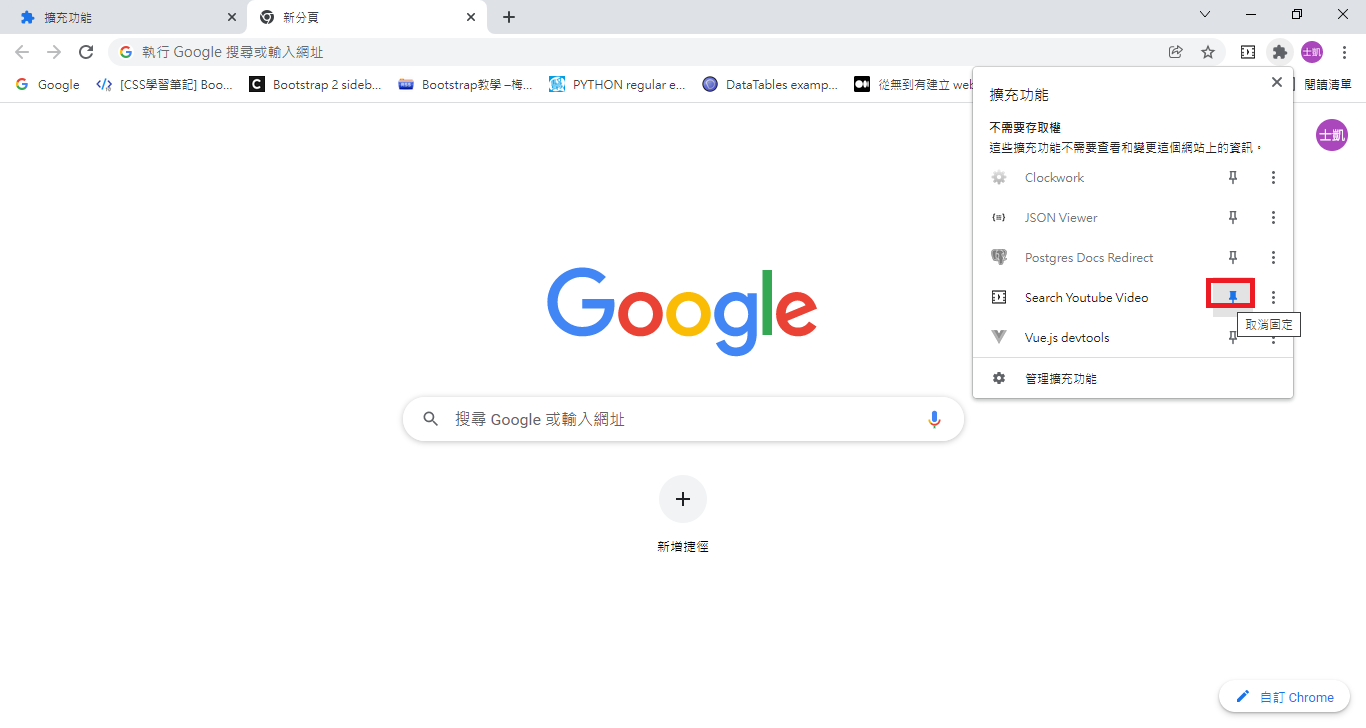 擴充功能
新分頁
執行 Google 搜尋或輸入網址
士凱
Google
[CSS學習筆記] Boo...
Bootstrap 2 sideb...
Bootstrap教學 –梅...
PYTHON regular e...
DataTables examp...
從無到有建立 web
閱讀清單
擴充功能
不需要存取權
這些擴充功能不需要查看和變更這個網站上的資訊。
士凱
Clockwork
JSON Viewer
Postgres Docs Redirect
Search Youtube Video
取消固定
Vue.js devtools
管理擴充功能
Google
搜尋 Google 或輸入網址
新增捷徑
自訂 Chrome